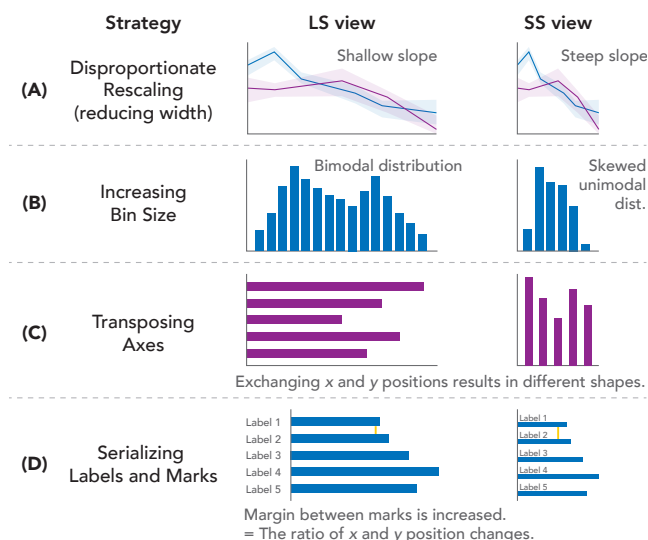 Strategy LS view SS view
(A) Disproportionate Rescaling (reducing width) Shallow slope Steep slope
(B) Increasing Bin Size Bimodal distribution Skewed unimodal dist.
(C) Transposing Axes
Exchanging x and y positions results in different shapes.
(D) Serializing Labels and Marks
Label 1 Label 1
Label 2 Label 2
Label 3 Label 3
Label 4 Label 4
Label 5 Label 5
Margin between marks is increased.
= The ratio of x and y position changes.